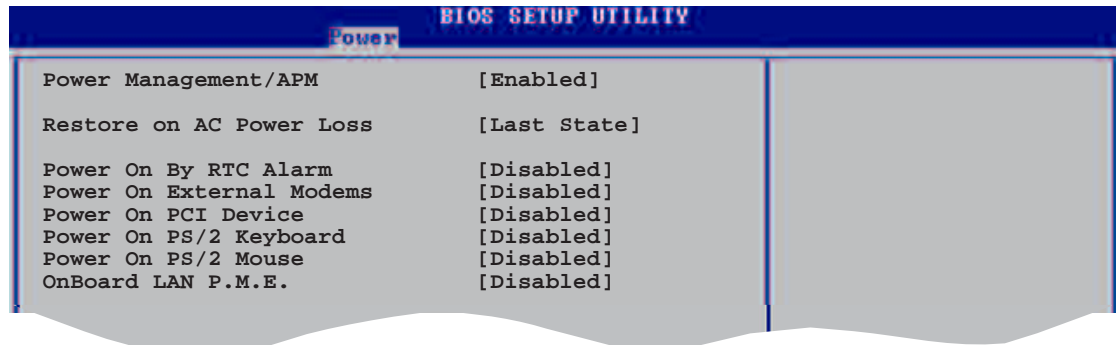 BIOS SETUP UTILITY
Power
Power Management/APM [Enabled]
Restore on AC Power Loss [Last State]
Power On By RTC Alarm [Disabled]
Power On External Modems [Disabled]
Power On PCI Device [Disabled]
Power On PS/2 Keyboard [Disabled]
Power On PS/2 Mouse [Disabled]
OnBoard LAN P.M.E. [Disabled]